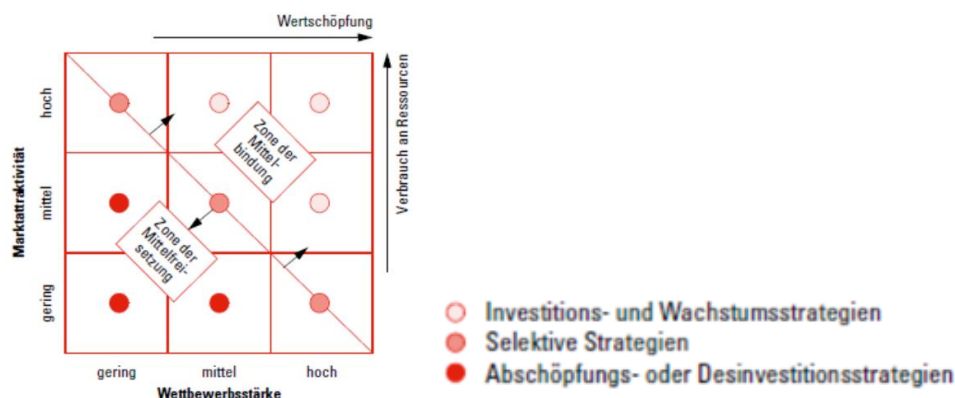 Wertschöpfung
Verbrauch an Ressourcen
Marktattraktivität
hoch
mittel
gering
Zone der
Mittel-
bindung
Zone der
Mittelfrei-
setzung
gering
mittel
hoch
Wettbewerbsstärke
Investitions- und Wachstumsstrategien
Selektive Strategien
Abschöpfungs- oder Desinvestitionsstrategien